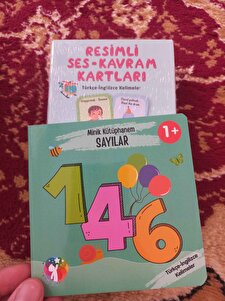 RESİMLİ
SES - KAVRAM
KARTLARI
Türkçe-İngilizce Kelimeler
Minik Kütüphanem
SAYILAR
1+
146
Türkçe-İngilizce
Kelimeler